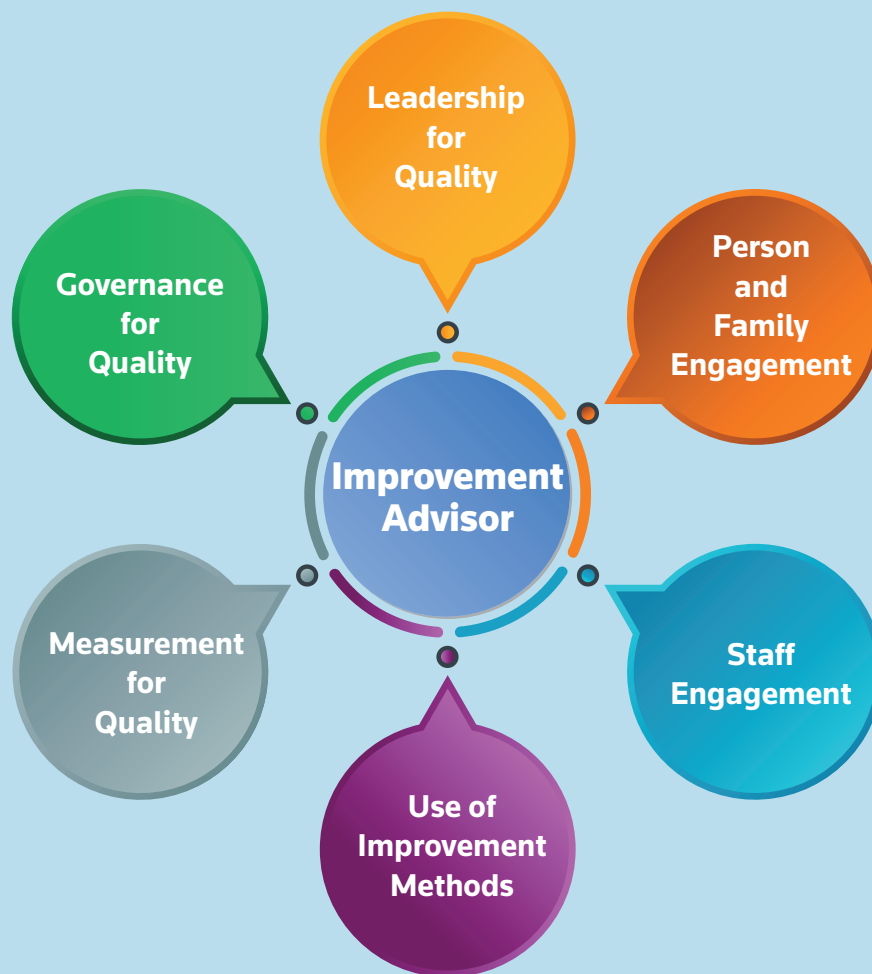 Leadership
for
Quality
Person
and
Family
Engagement
Staff
Engagement
Use of
Improvement
Methods
Measurement
for
Quality
Governance
for
Quality
Improvement
Advisor